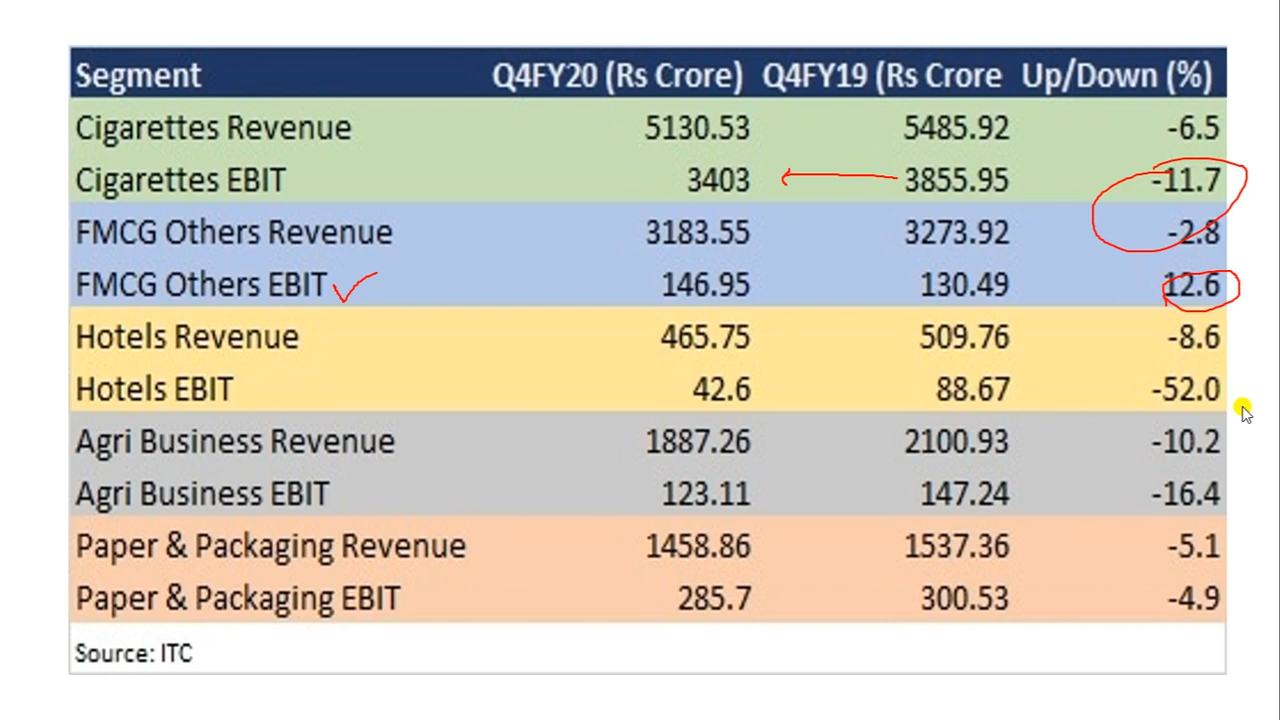 Segment Q4FY20 (Rs Crore) Q4FY19 (Rs Crore Up/Down (%)
Cigarettes Revenue 5130.53 5485.92 -6.5
Cigarettes EBIT 3403 3855.95 -11.7
FMCG Others Revenue 3183.55 3273.92 -2.8
FMCG Others EBIT 146.95 130.49 12.6
Hotels Revenue 465.75 509.76 -8.6
Hotels EBIT 42.6 88.67 -52.0
Agri Business Revenue 1887.26 2100.93 -10.2
Agri Business EBIT 123.11 147.24 -16.4
Paper & Packaging Revenue 1458.86 1537.36 -5.1
Paper & Packaging EBIT 285.7 300.53 -4.9
Source: ITC